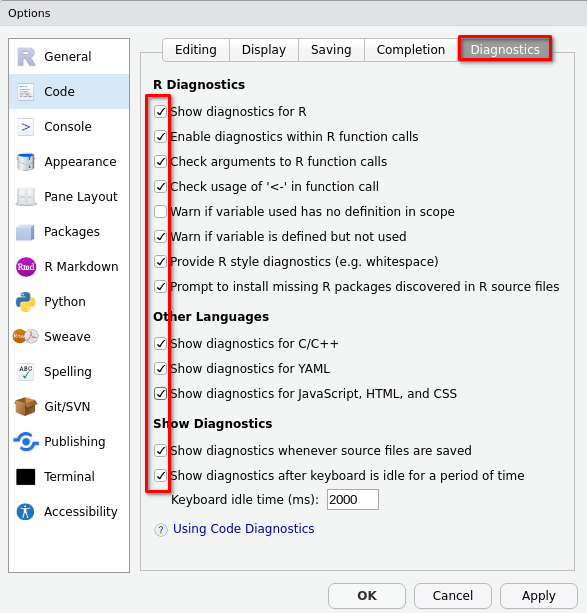 Options
General
Code
Console
Appearance
Pane Layout
Packages
Rmd R Markdown
Python
Sweave
ABC Spelling
Git/SVN
Publishing
Terminal
Accessibility
Editing Display Saving Completion Diagnostics
R Diagnostics
Show diagnostics for R
Enable diagnostics within R function calls
Check arguments to R function calls
Check usage of '<-' in function call
Warn if variable used has no definition in scope
Warn if variable is defined but not used
Provide R style diagnostics (e.g. whitespace)
Prompt to install missing R packages discovered in R source files
Other Languages
Show diagnostics for C/C++
Show diagnostics for YAML
Show diagnostics for JavaScript, HTML, and CSS
Show Diagnostics
Show diagnostics whenever source files are saved
Show diagnostics after keyboard is idle for a period of time
Keyboard idle time (ms): 2000
? Using Code Diagnostics
OK Cancel Apply